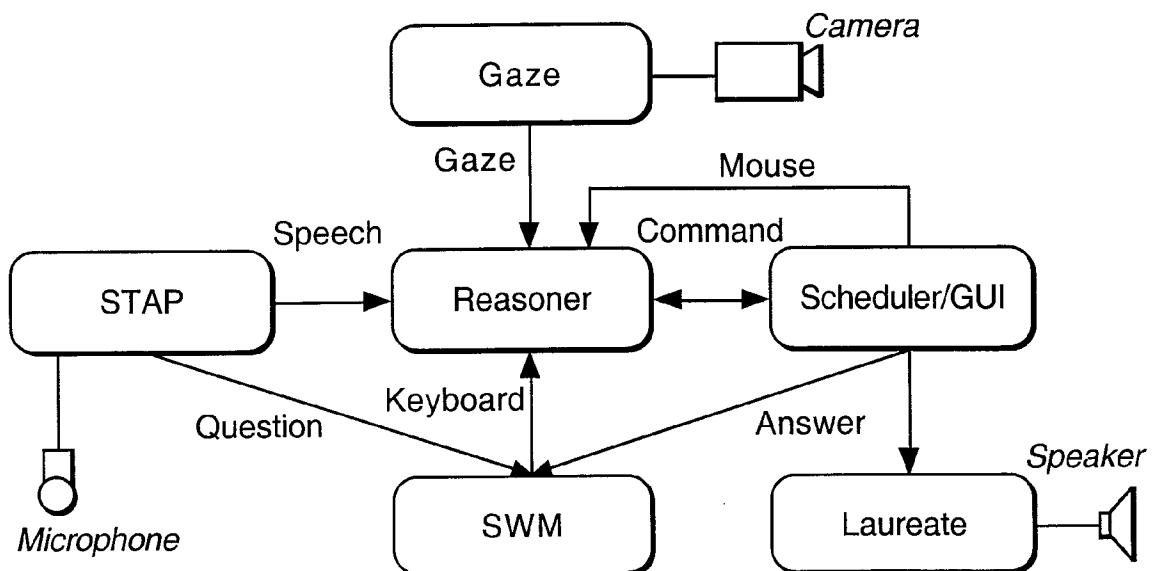 Camera
Gaze
Gaze
Mouse
Speech
Command
STAP
Reasoner
Scheduler/GUI
Keyboard
Question
Answer
Speaker
Microphone
SWM
Laureate